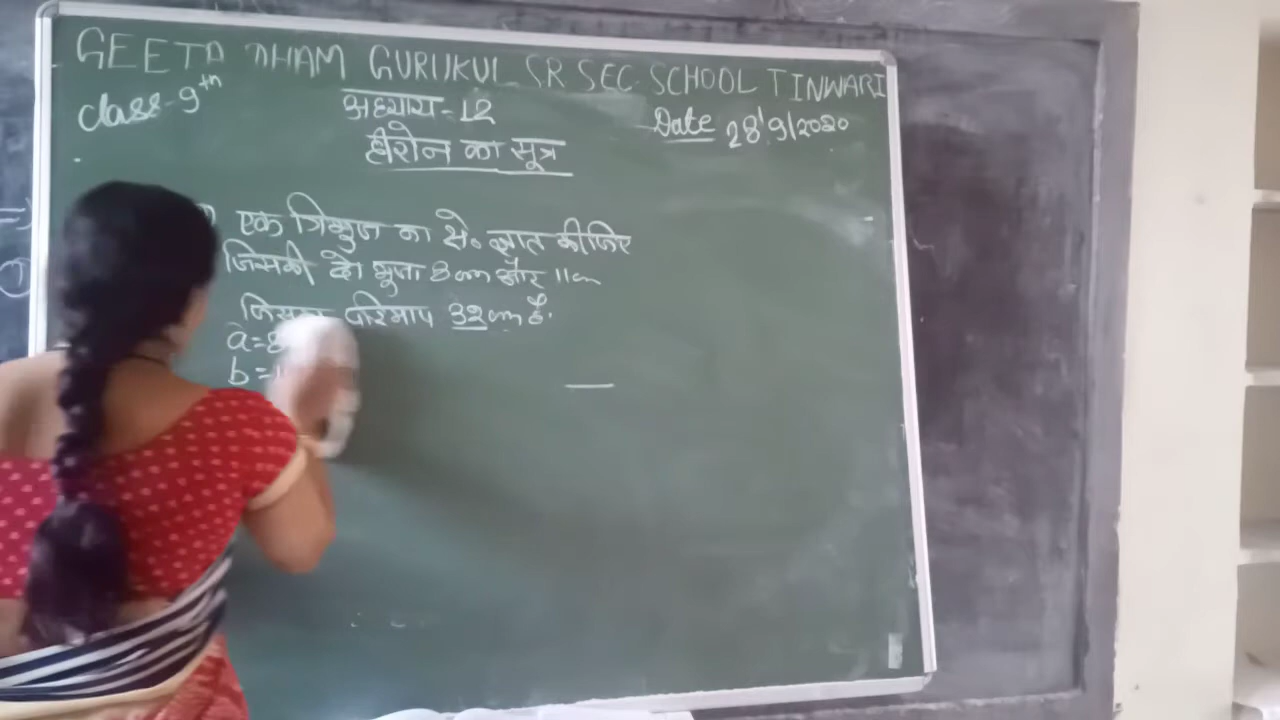 GEETA DHAM GURUKUL SR SEC. SCHOOL TINWARI
class-9th
अध्याय-12
Date 28/9/2020
हीरोन का सूत्र
एक त्रिभुज का क्षे. ज्ञात कीजिए
जिसकी दो भुजा 8cm और 11cm
परिमाप 32cm है.
a=8
b=